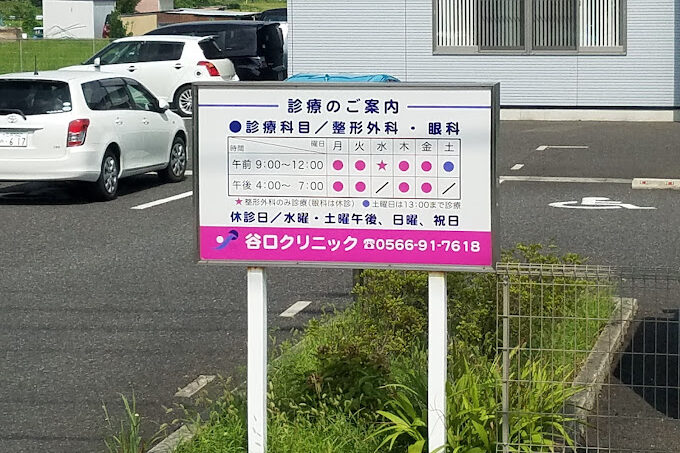 診療のご案内
●診療科目／整形外科・眼科
時間 曜日 月 火 水 木 金 土
午前 9:00〜12:00 ● ● ★ ● ● ●
午後 4:00〜 7:00 ● ● ／ ● ● ／
★整形外科のみ診療(眼科は休診) ●土曜日は13:00まで診療
休診日／水曜・土曜午後、日曜、祝日
谷口クリニック ☎0566-91-7618